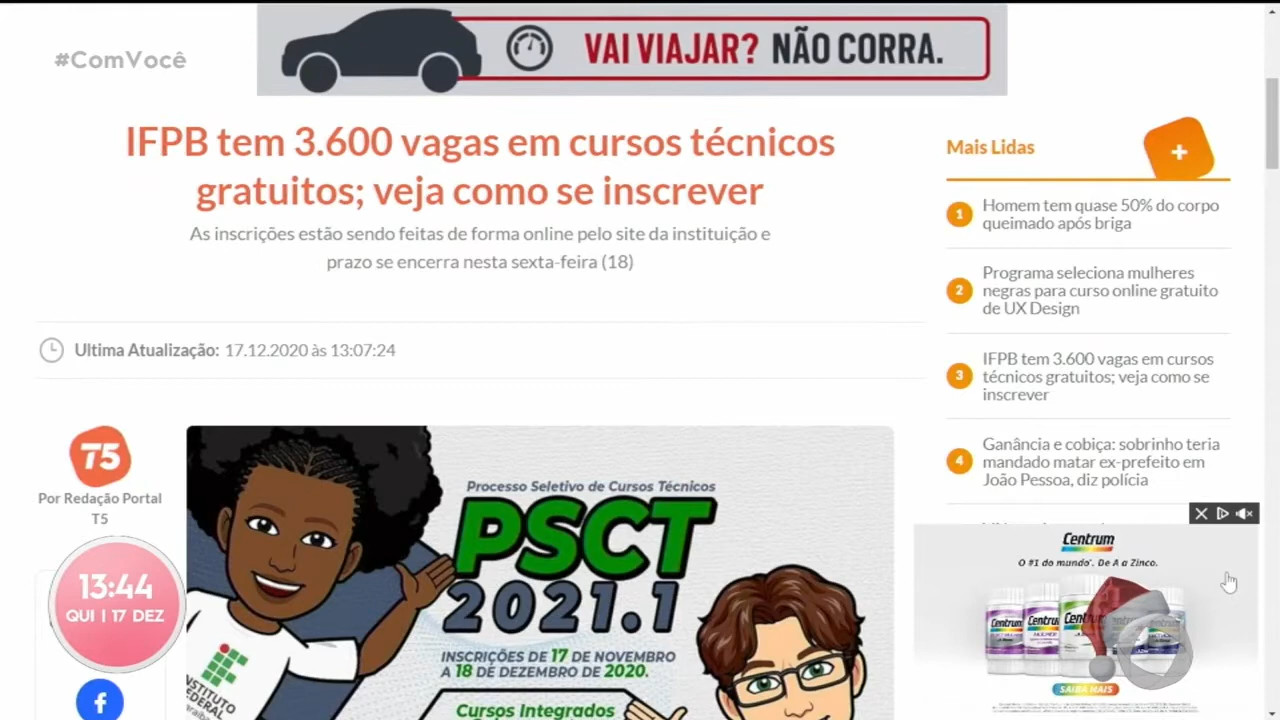 #ComVocê
VAI VIAJAR? NÃO CORRA.
IFPB tem 3.600 vagas em cursos técnicos
gratuitos; veja como se inscrever
As inscrições estão sendo feitas de forma online pelo site da instituição e
prazo se encerra nesta sexta-feira (18)
Ultima Atualização: 17.12.2020 às 13:07:24
T5
Por Redação Portal
T5
13:44
QUI | 17 DEZ
Processo Seletivo de Cursos Técnicos
PSCT
2021.1
INSCRIÇÕES DE 17 DE NOVEMBRO
A 18 DE DEZEMBRO DE 2020.
Cursos Integrados
INSTITUTO
FEDERAL
Mais Lidas
+
1
Homem tem quase 50% do corpo
queimado após briga
2
Programa seleciona mulheres
negras para curso online gratuito
de UX Design
3
IFPB tem 3.600 vagas em cursos
técnicos gratuitos; veja como se
inscrever
4
Ganância e cobiça: sobrinho teria
mandado matar ex-prefeito em
João Pessoa, diz polícia
Centrum
O #1 do mundo*. De A a Zinco.
SAIBA MAIS